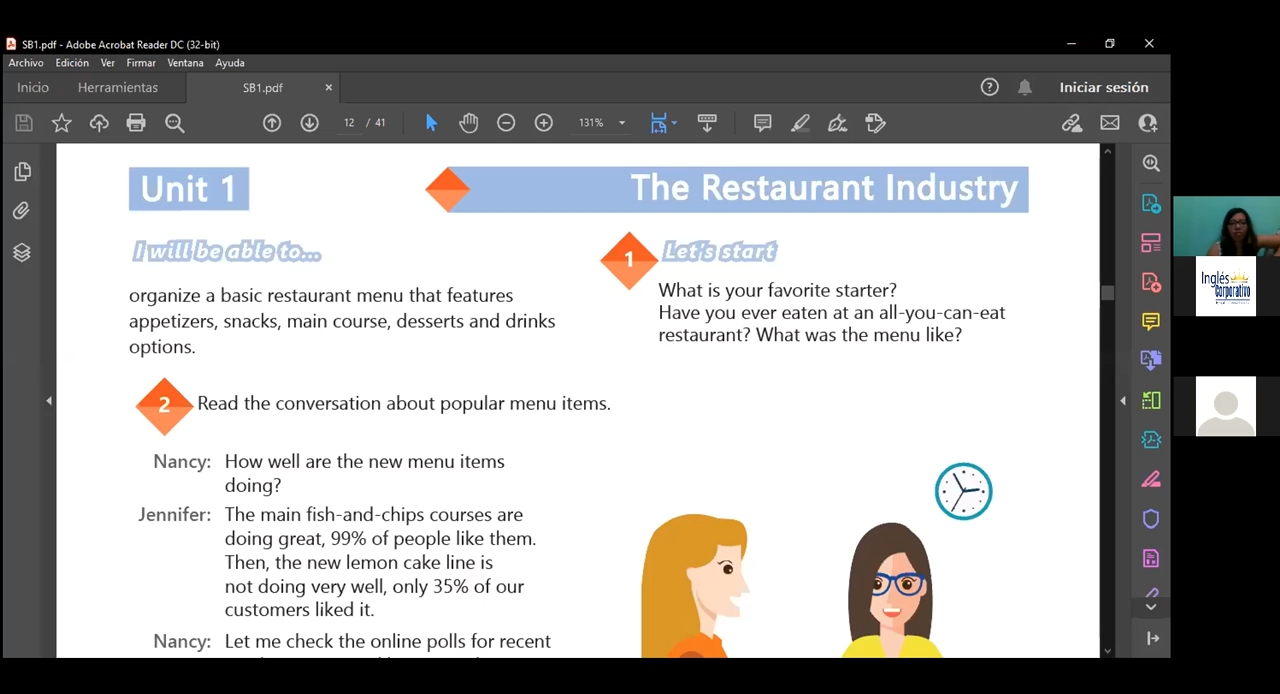 SB1.pdf - Adobe Acrobat Reader DC (32-bit)
Archivo Edición Ver Firmar Ventana Ayuda
Inicio Herramientas SB1.pdf × Iniciar sesión
12 / 41 131%
Unit 1
The Restaurant Industry
I will be able to...
organize a basic restaurant menu that features
appetizers, snacks, main course, desserts and drinks
options.
1 Let's start
What is your favorite starter?
Have you ever eaten at an all-you-can-eat
restaurant? What was the menu like?
2 Read the conversation about popular menu items.
Nancy: How well are the new menu items
doing?
Jennifer: The main fish-and-chips courses are
doing great, 99% of people like them.
Then, the new lemon cake line is
not doing very well, only 35% of our
customers liked it.
Nancy: Let me check the online polls for recent
Inglés
Corporativo